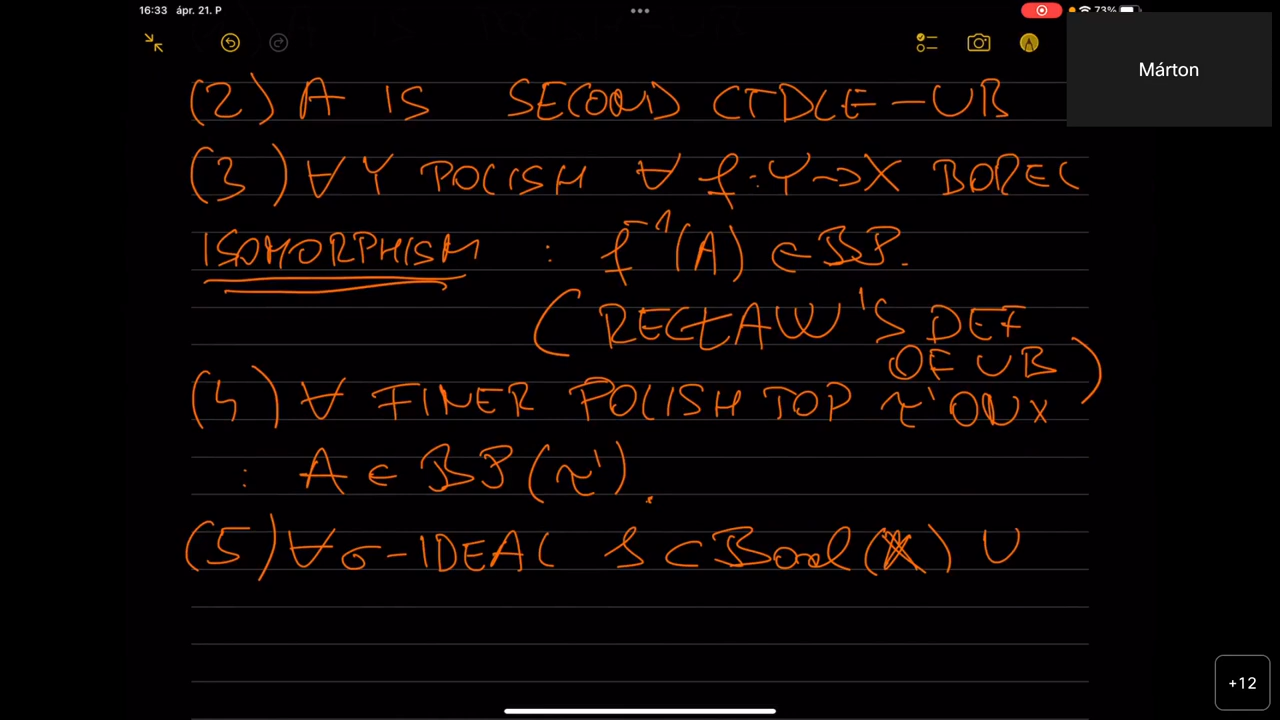 16:33 ápr. 21. P
73%
Márton
(2) A IS SECOND CTBLE-UB
(3) ∀ Y POLISH ∀ f: Y→X BOREL
ISOMORPHISM : f⁻¹(A) ∈ BP.
(KECHRIS'S DEF
OF UB)
(4) ∀ FINER POLISH TOP τ' ON X
: A ∈ BP(τ').
(5) ∀ σ-IDEAL ⊂ Borel(X) U
+12